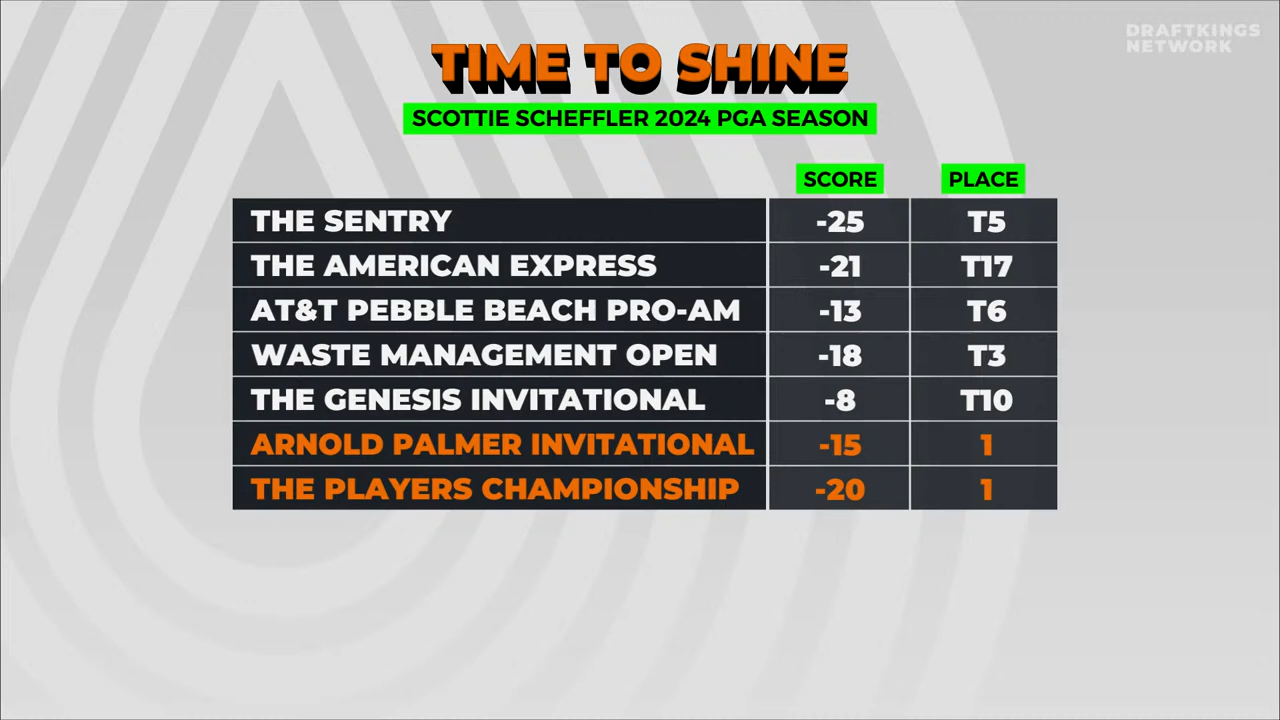 DRAFTKINGS
NETWORK
TIME TO SHINE
SCOTTIE SCHEFFLER 2024 PGA SEASON
SCORE PLACE
THE SENTRY -25 T5
THE AMERICAN EXPRESS -21 T17
AT&T PEBBLE BEACH PRO-AM -13 T6
WASTE MANAGEMENT OPEN -18 T3
THE GENESIS INVITATIONAL -8 T10
ARNOLD PALMER INVITATIONAL -15 1
THE PLAYERS CHAMPIONSHIP -20 1